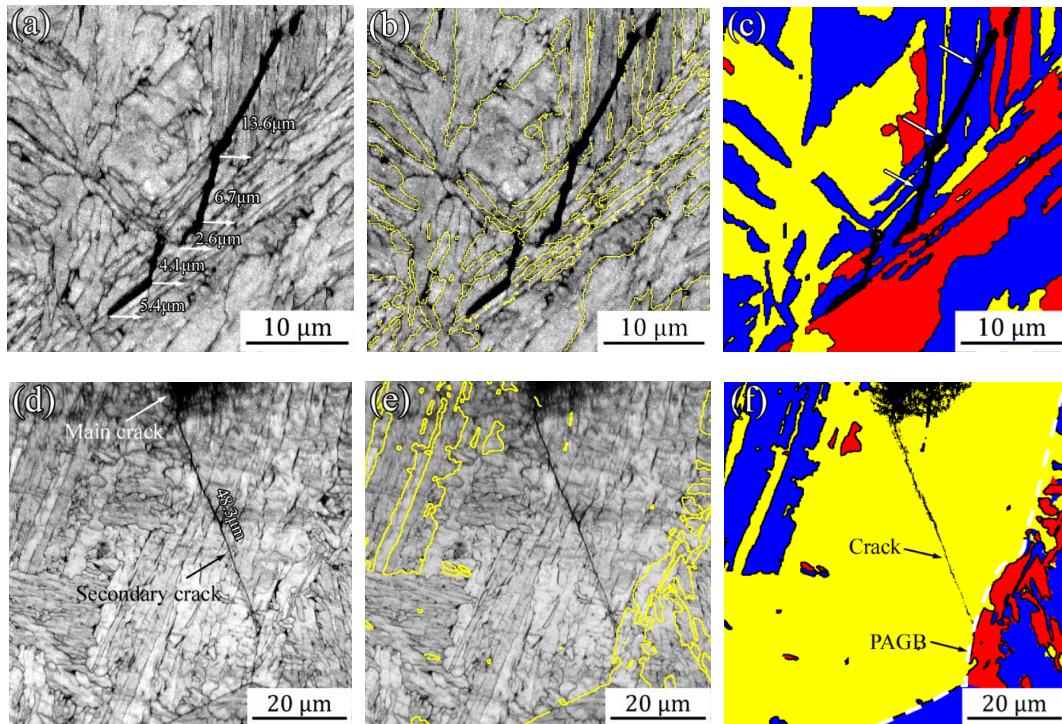 (a)
13.6μm
6.7μm
2.6μm
4.1μm
5.4μm
10 μm
(b)
10 μm
(c)
10 μm
(d)
Main crack
48.3μm
Secondary crack
20 μm
(e)
20 μm
(f)
Crack
PAGB
20 μm